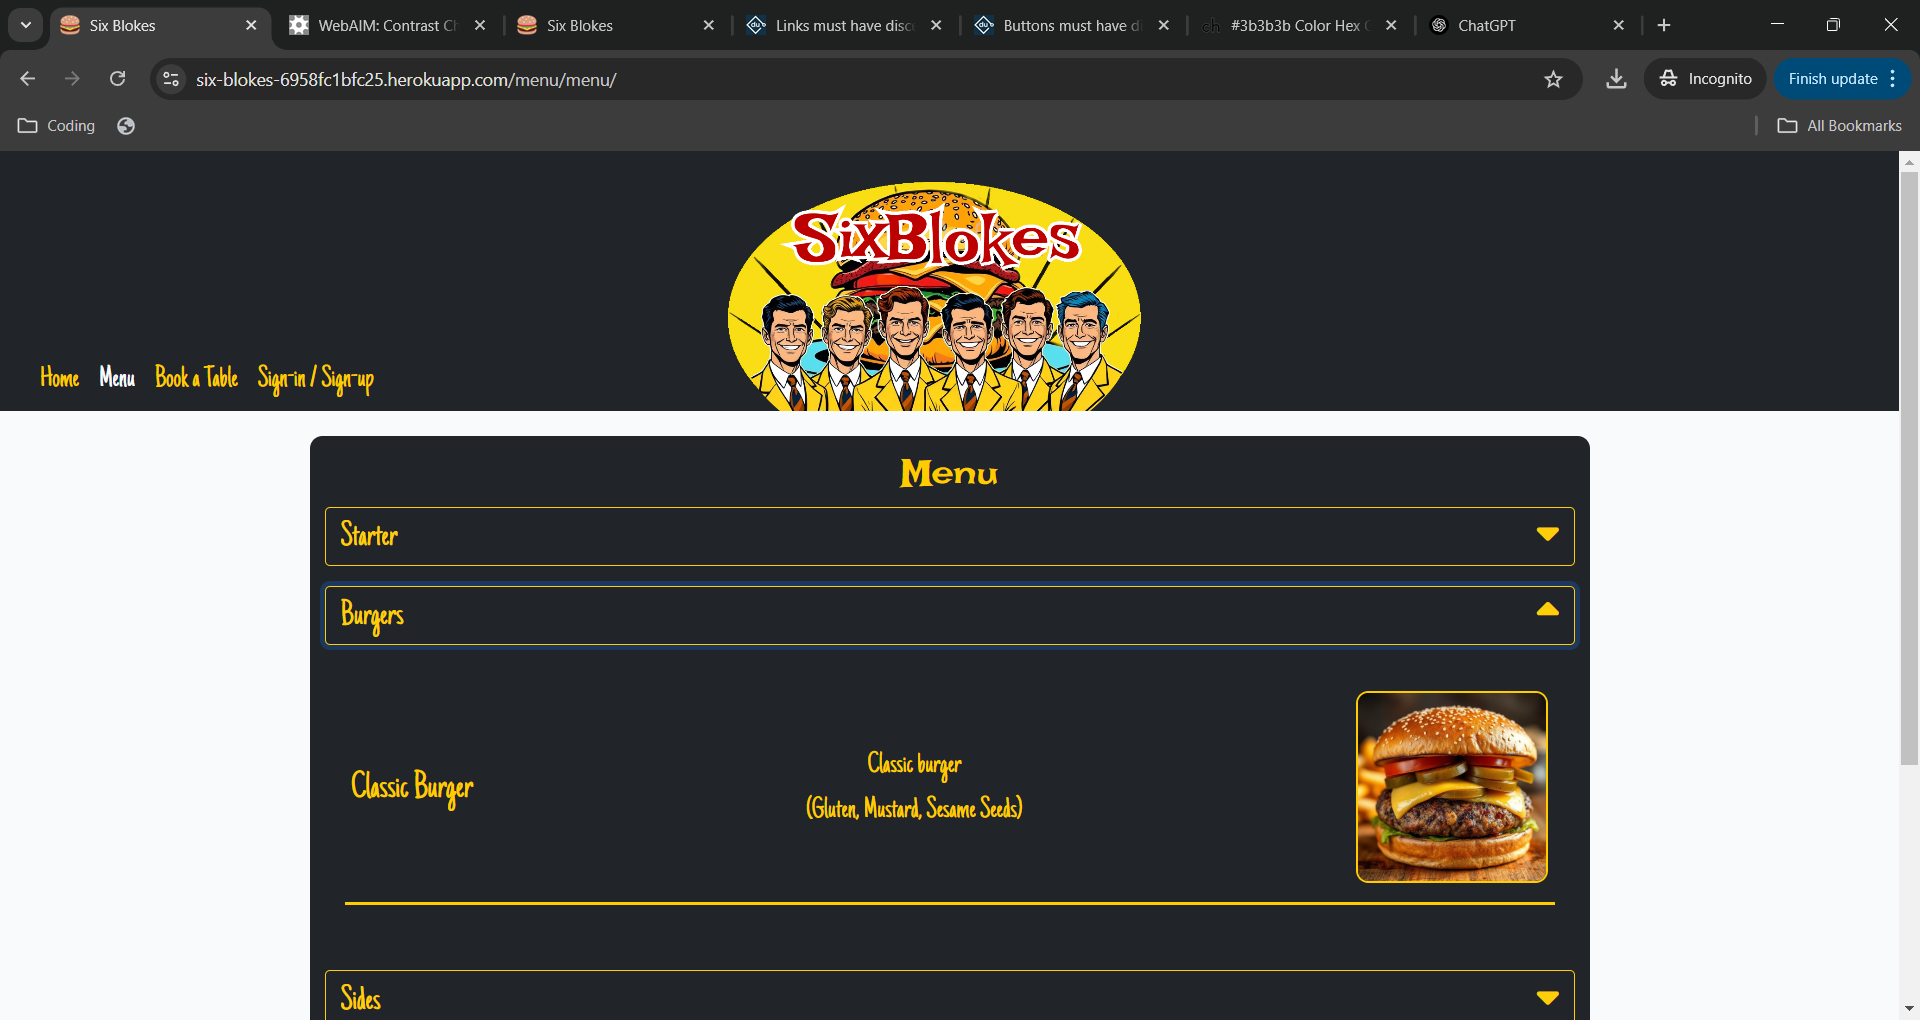 Six Blokes
WebAIM: Contrast Ch
Six Blokes
Links must have disc
Buttons must have di
ch
#3b3b3b Color Hex C
ChatGPT
six-blokes-6958fc1bfc25.herokuapp.com/menu/menu/
Incognito
Finish update
Coding
All Bookmarks
SixBlokes
Home
Menu
Book a Table
Sign-in / Sign-up
Menu
Starter
Burgers
Classic Burger
Classic burger
(Gluten, Mustard, Sesame Seeds)
Sides